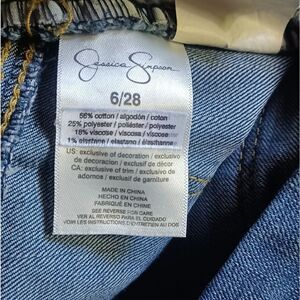 Jessica Simpson
6/28
56% cotton / algodón / coton
25% polyester / poliéster / polyester
18% viscose / viscosa / viscose
1% elastane / elastano / élasthanne
US: exclusive of decoration / exclusivo
de decoracion / exclusif de décor
CA: exclusive of trim / exclusivo de
adornos / exclusif de garniture
MADE IN CHINA
HECHO EN CHINA
FABRIQUÉ EN CHINE
SEE REVERSE FOR CARE
VER AL REVERSO PARA EL CUIDADO
VOIR LES INSTRUCTIONS D'ENTRETIEN AU DOS